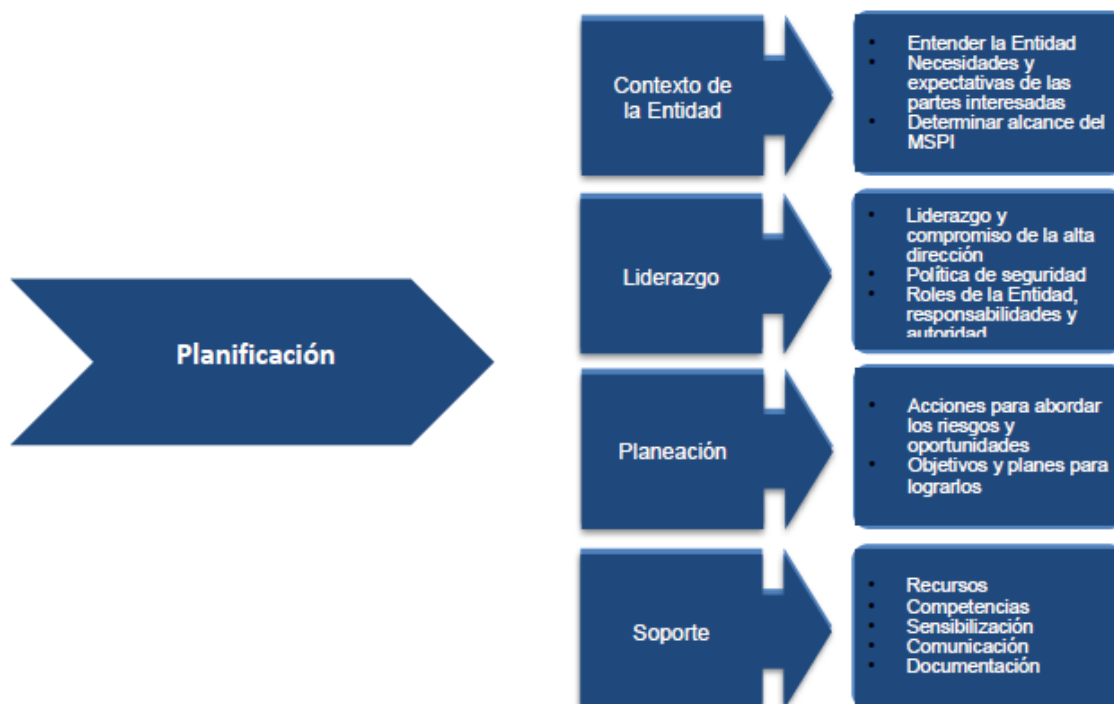 Planificación
Contexto de
la Entidad
• Entender la Entidad
• Necesidades y
expectativas de las
partes interesadas
• Determinar alcance del
MSPI
Liderazgo
• Liderazgo y
compromiso de la alta
dirección
• Política de seguridad
• Roles de la Entidad,
responsabilidades y
autoridad
Planeación
• Acciones para abordar
los riesgos y
oportunidades
• Objetivos y planes para
lograrlos
Soporte
• Recursos
• Competencias
• Sensibilización
• Comunicación
• Documentación